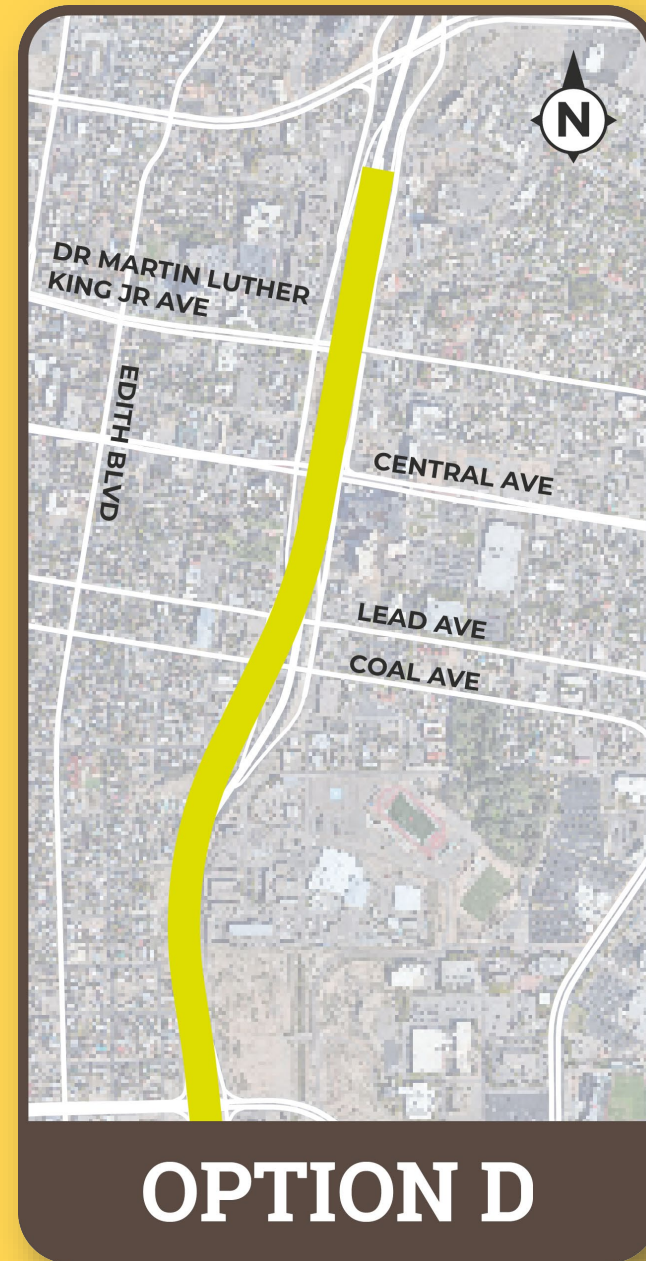 N
DR MARTIN LUTHER
KING JR AVE
EDITH BLVD
CENTRAL AVE
LEAD AVE
COAL AVE
OPTION D